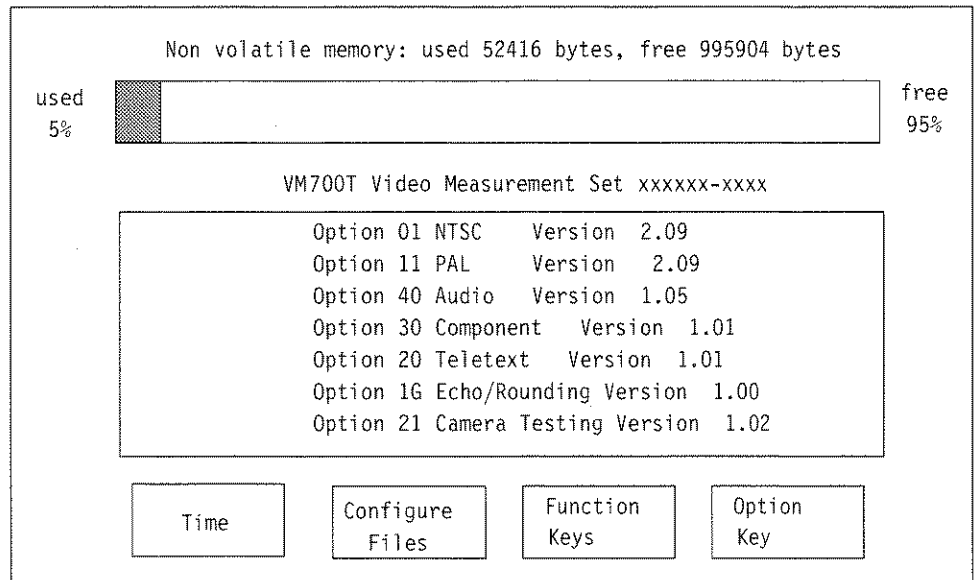 Non volatile memory: used 52416 bytes, free 995904 bytes
used
5%
free
95%
VM700T Video Measurement Set xxxxxx-xxxx
Option 01 NTSC Version 2.09
Option 11 PAL Version 2.09
Option 40 Audio Version 1.05
Option 30 Component Version 1.01
Option 20 Teletext Version 1.01
Option 1G Echo/Rounding Version 1.00
Option 21 Camera Testing Version 1.02
Time
Configure
Files
Function
Keys
Option
Key